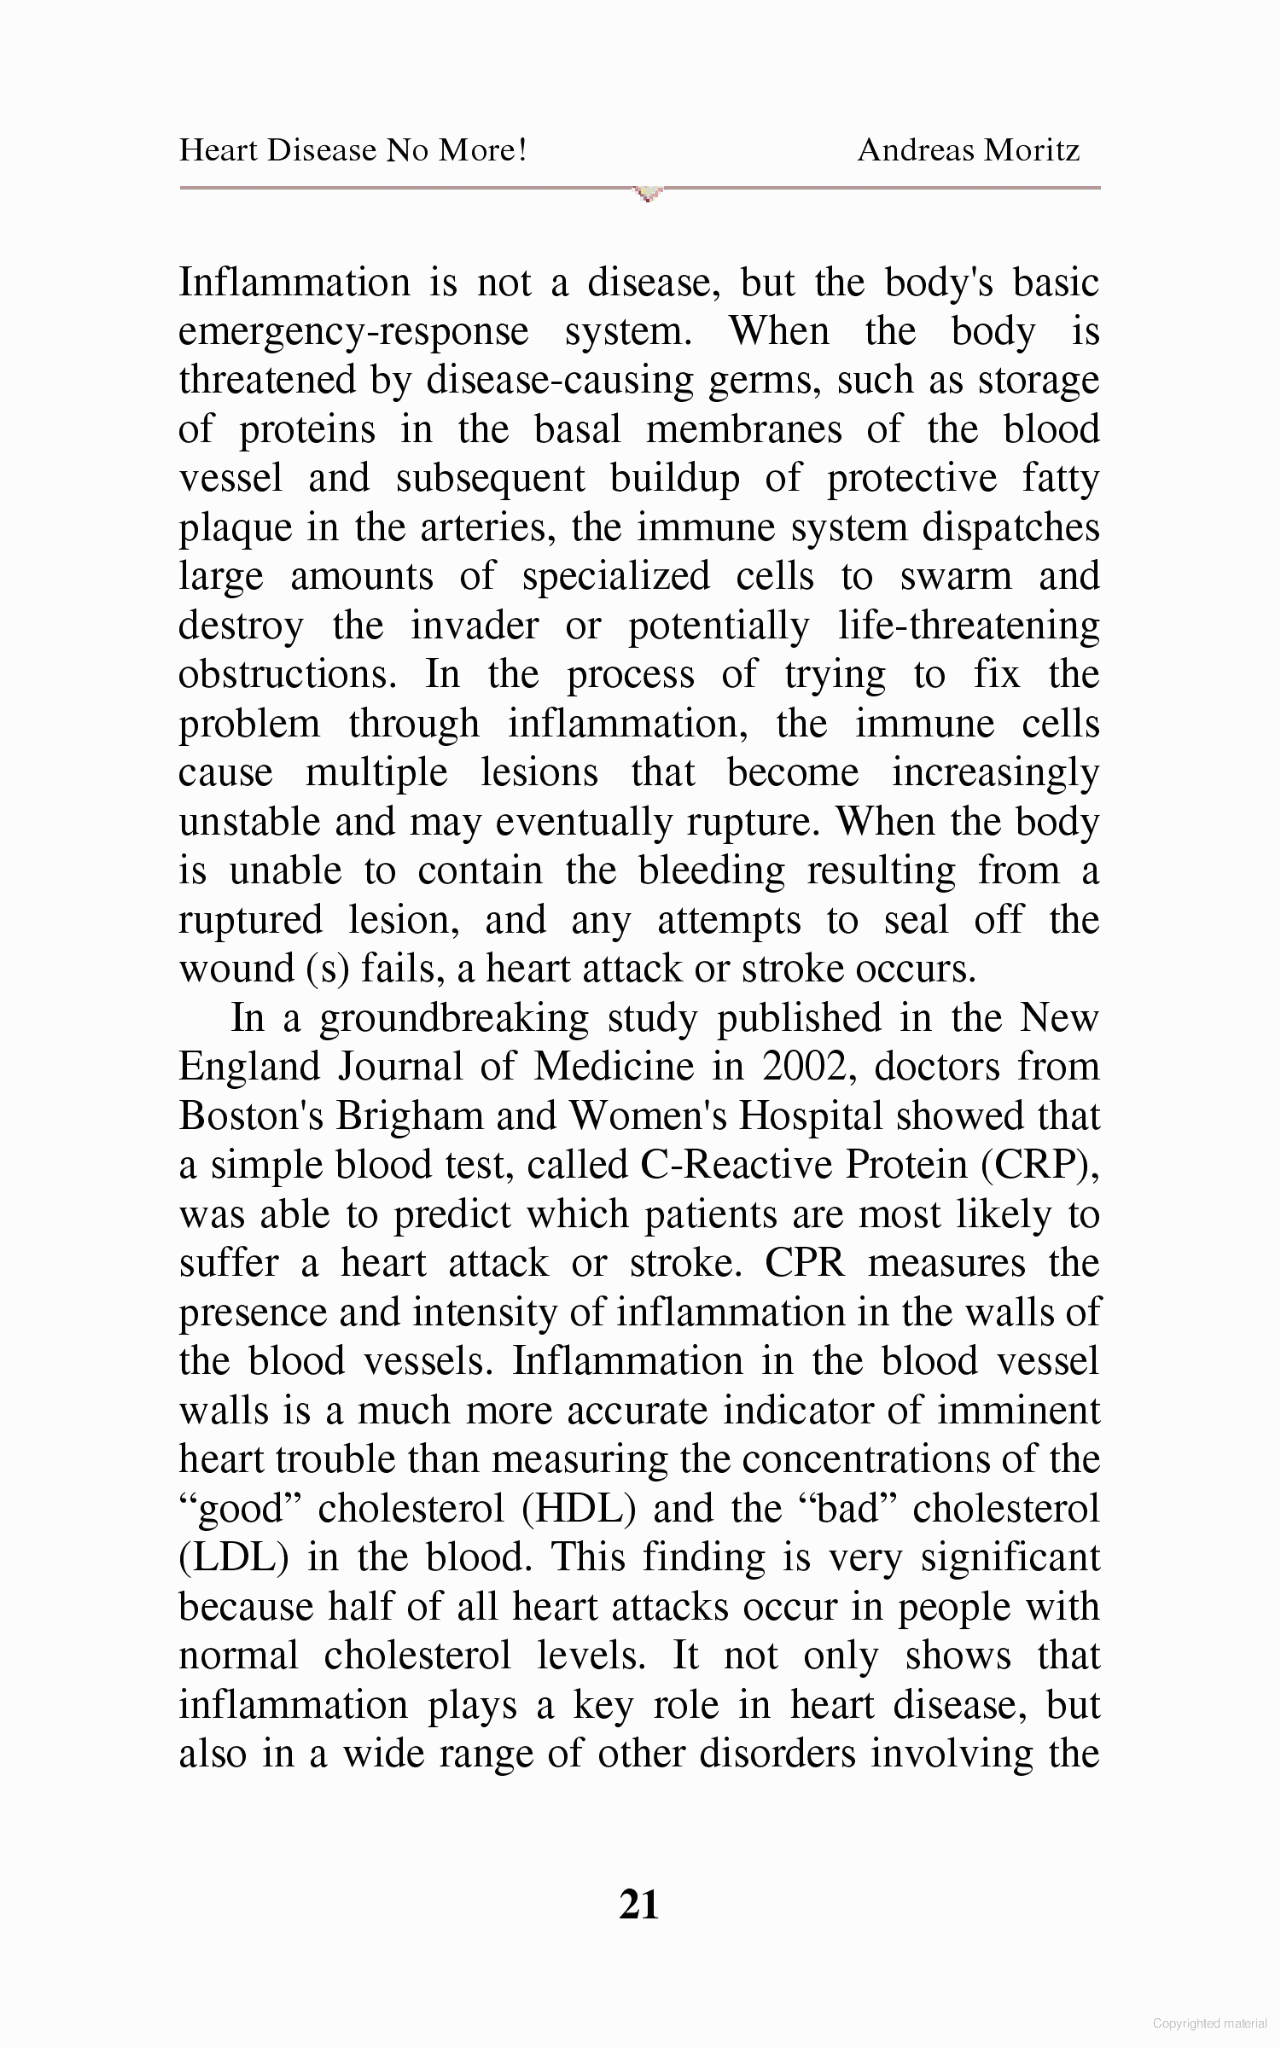 Heart Disease No More! Andreas Moritz
Inflammation is not a disease, but the body's basic
emergency-response system. When the body is
threatened by disease-causing germs, such as storage
of proteins in the basal membranes of the blood
vessel and subsequent buildup of protective fatty
plaque in the arteries, the immune system dispatches
large amounts of specialized cells to swarm and
destroy the invader or potentially life-threatening
obstructions. In the process of trying to fix the
problem through inflammation, the immune cells
cause multiple lesions that become increasingly
unstable and may eventually rupture. When the body
is unable to contain the bleeding resulting from a
ruptured lesion, and any attempts to seal off the
wound (s) fails, a heart attack or stroke occurs.
In a groundbreaking study published in the New
England Journal of Medicine in 2002, doctors from
Boston's Brigham and Women's Hospital showed that
a simple blood test, called C-Reactive Protein (CRP),
was able to predict which patients are most likely to
suffer a heart attack or stroke. CPR measures the
presence and intensity of inflammation in the walls of
the blood vessels. Inflammation in the blood vessel
walls is a much more accurate indicator of imminent
heart trouble than measuring the concentrations of the
“good” cholesterol (HDL) and the “bad” cholesterol
(LDL) in the blood. This finding is very significant
because half of all heart attacks occur in people with
normal cholesterol levels. It not only shows that
inflammation plays a key role in heart disease, but
also in a wide range of other disorders involving the
21
Copyrighted material